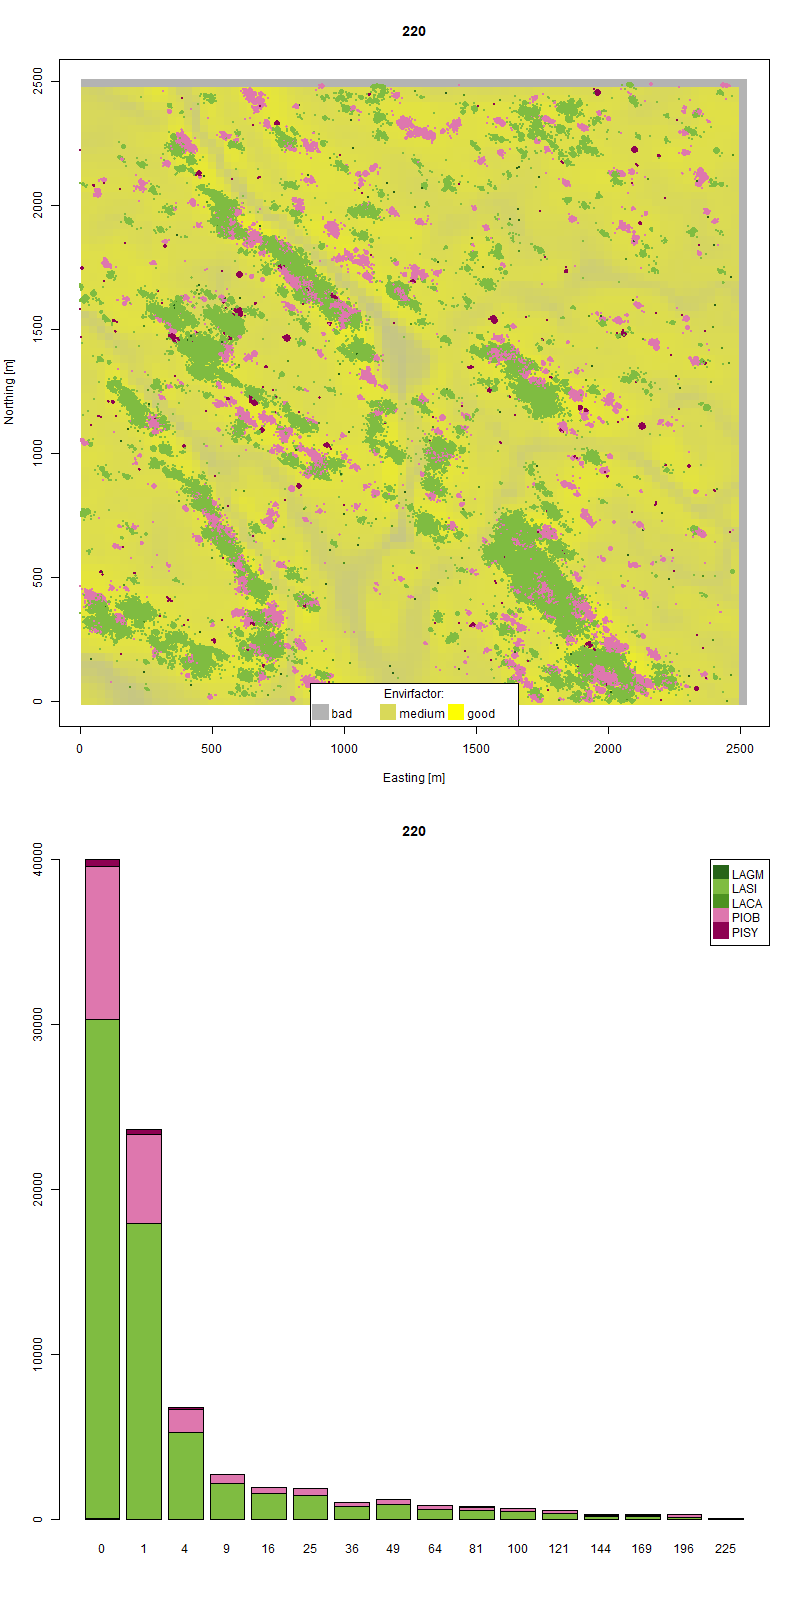 220
2500
2000
1500
1000
500
0
Northing [m]
Envirfactor:
bad medium good
0 500 1000 1500 2000 2500
Easting [m]
220
40000
30000
20000
10000
0
LAGM
LASI
LACA
PIOB
PISY
0 1 4 9 16 25 36 49 64 81 100 121 144 169 196 225